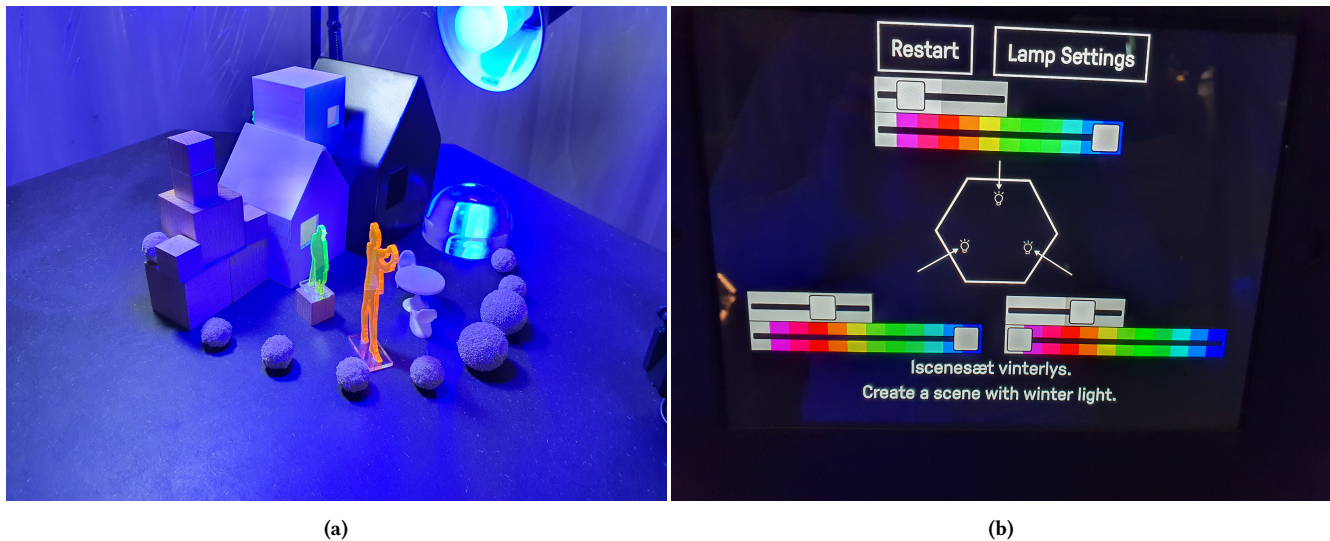 Restart
Lamp Settings
Iscenesæt vinterlys.
Create a scene with winter light.
(a)
(b)